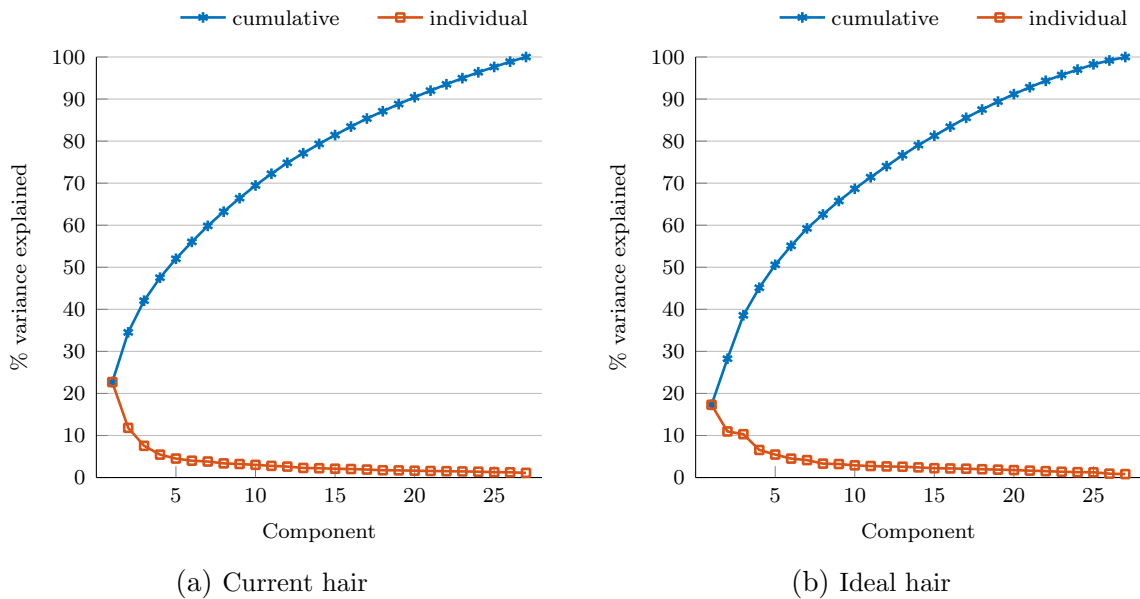 cumulative individual
100
90
80
70
60
50
40
30
20
10
0
% variance explained
5 10 15 20 25
Component
(a) Current hair
cumulative individual
100
90
80
70
60
50
40
30
20
10
0
% variance explained
5 10 15 20 25
Component
(b) Ideal hair